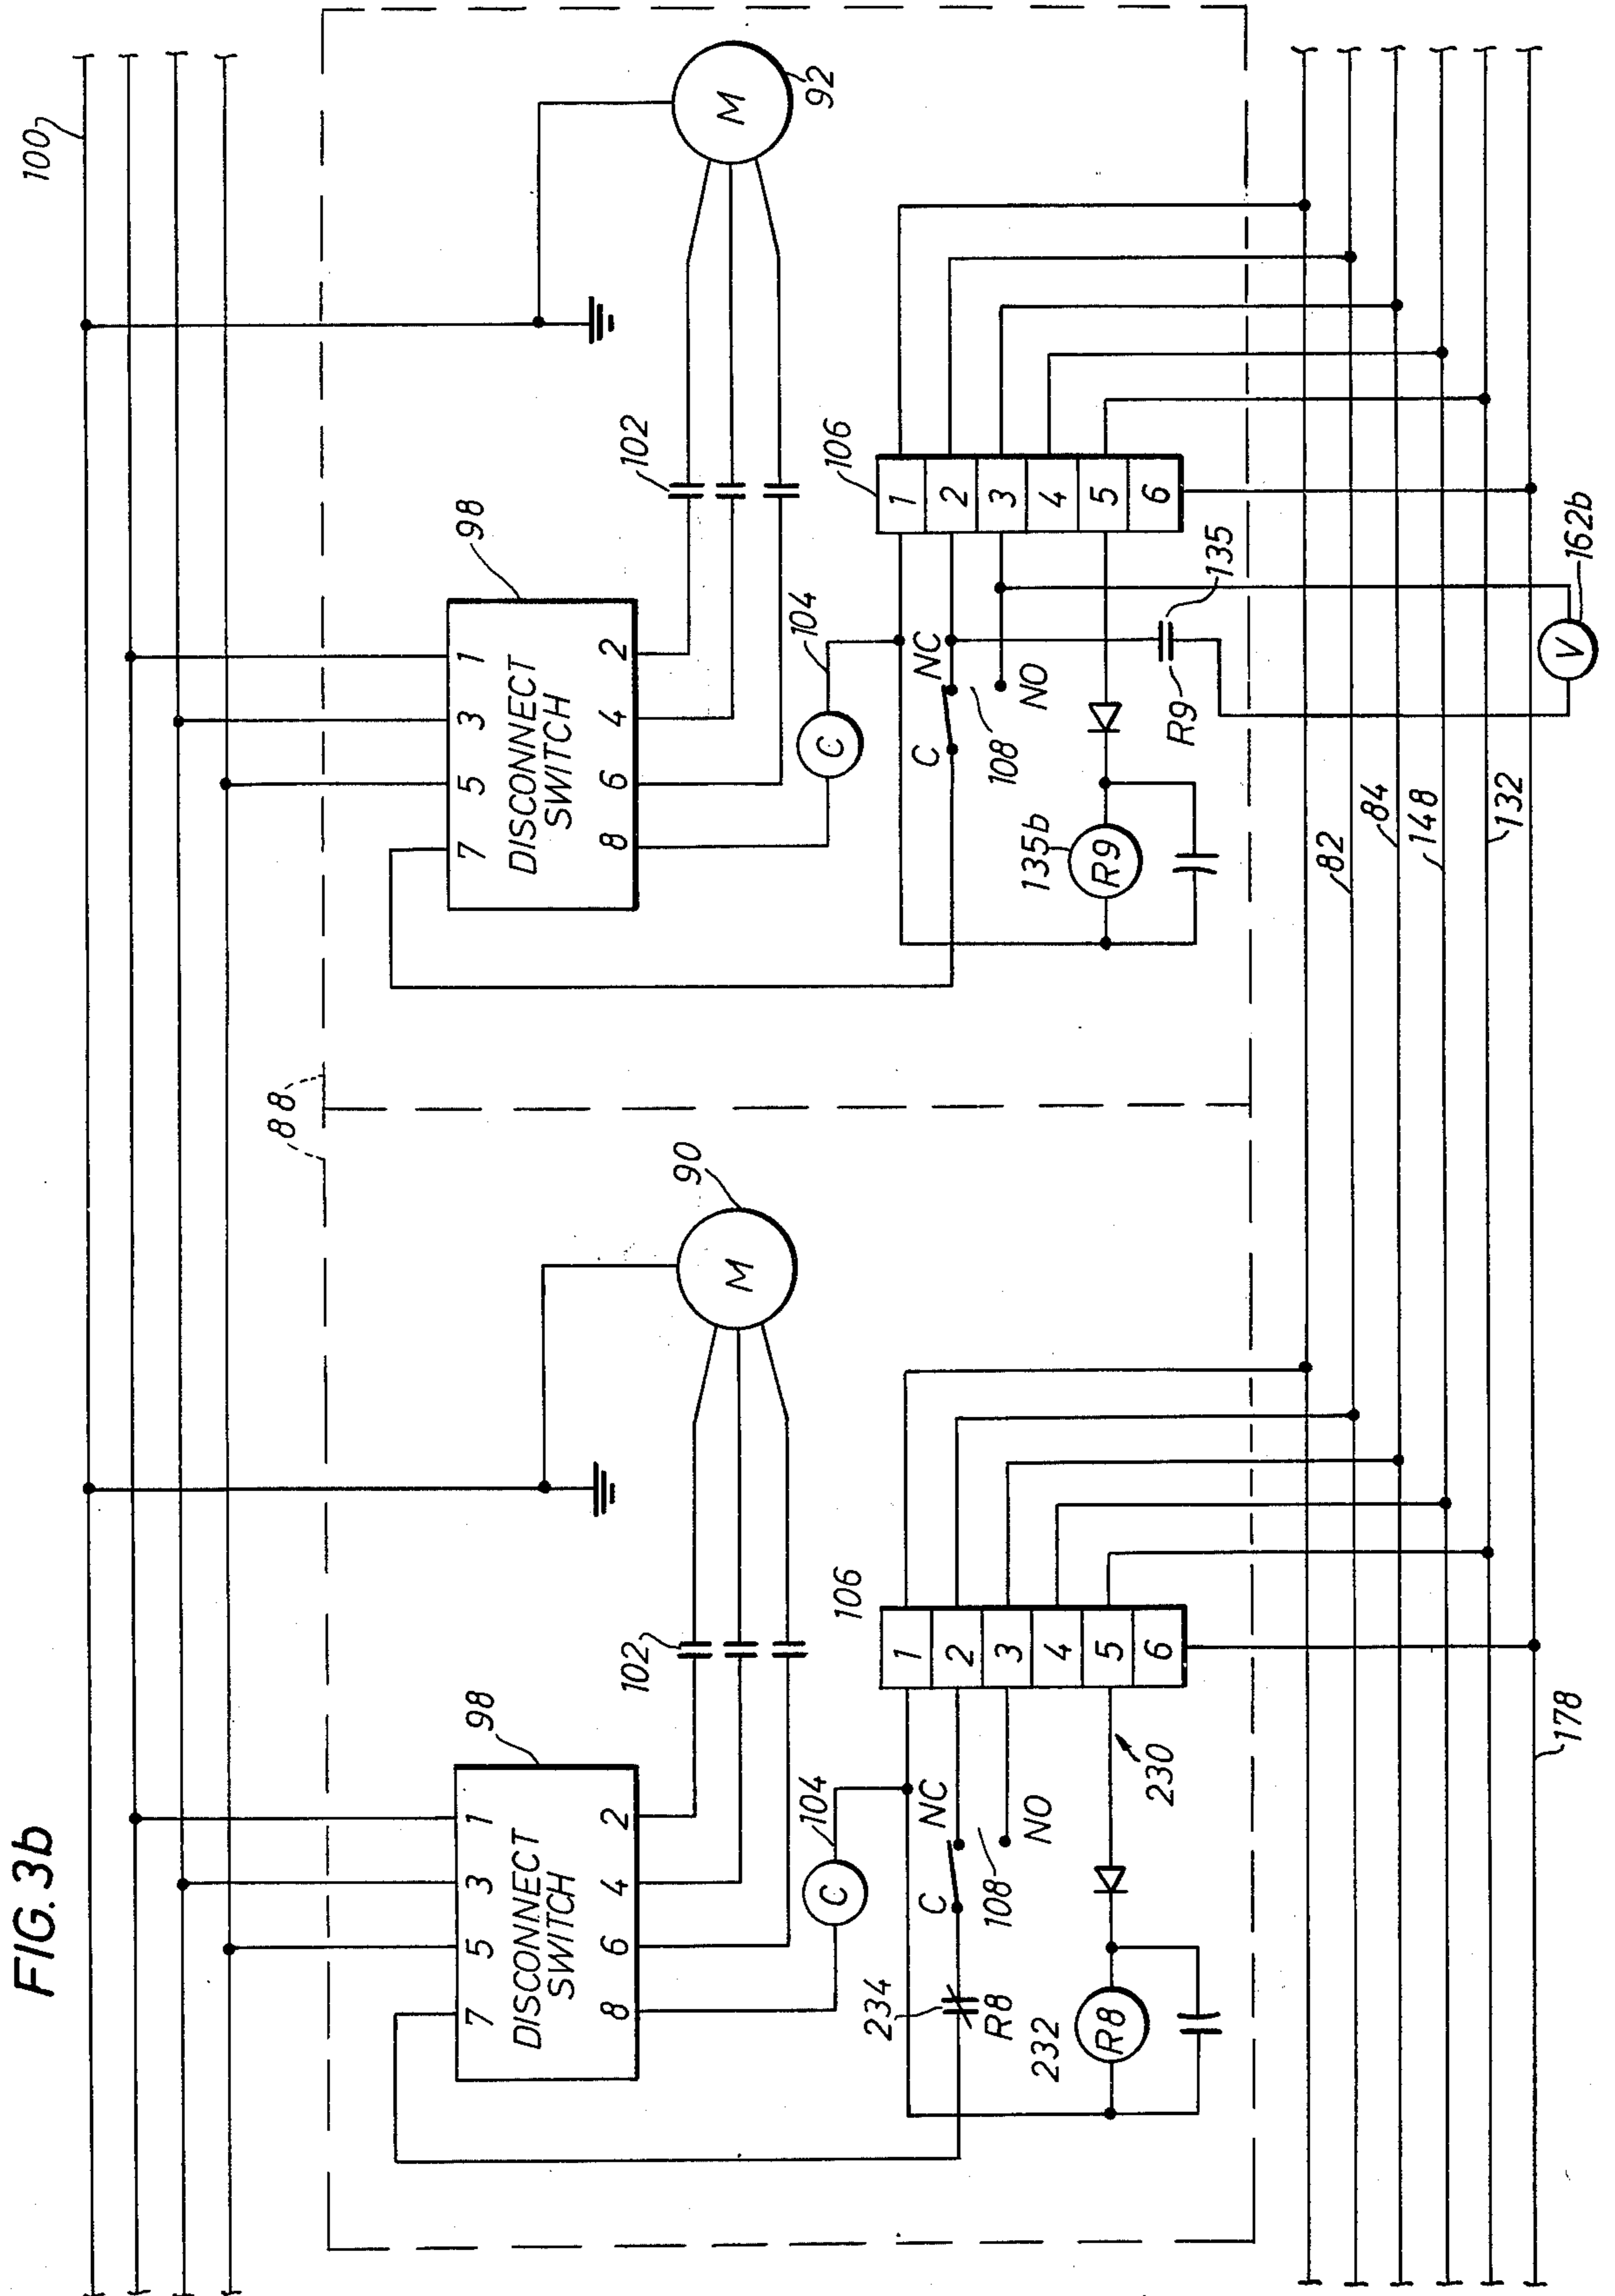 FIG. 3b
100
88
98
1
3
5
7
DISCONNECT
SWITCH
2
4
6
8
102
M
90
104
C
106
1
2
3
4
5
6
NC
C
NO
108
234
R8
232
R8
230
178
98
1
3
5
7
DISCONNECT
SWITCH
2
4
6
8
102
M
92
104
C
106
1
2
3
4
5
6
NC
C
NO
108
135
R9
135b
R9
V
162b
82
84
148
132